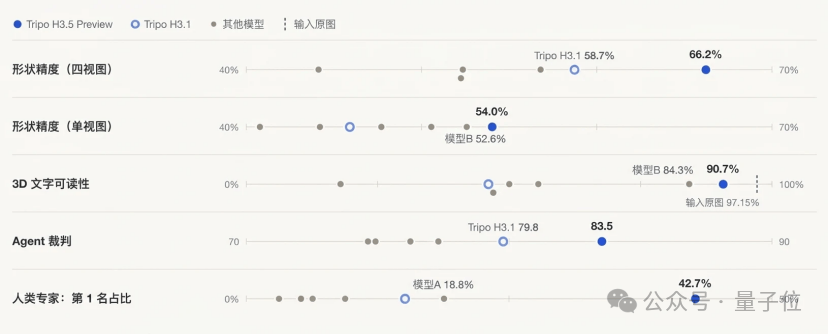 Tripo H3.5 Preview Tripo H3.1 其他模型 输入原图
Tripo H3.1 58.7% 66.2%
形状精度（四视图） 40% 70%
54.0%
形状精度（单视图） 40% 70%
模型B 52.6%
模型B 84.3% 90.7%
3D 文字可读性 0% 100%
输入原图 97.15%
Tripo H3.1 79.8 83.5
Agent 裁判 70 90
模型A 18.8% 42.7%
人类专家：第 1 名占比 0% 50%
公众号 · 量子位